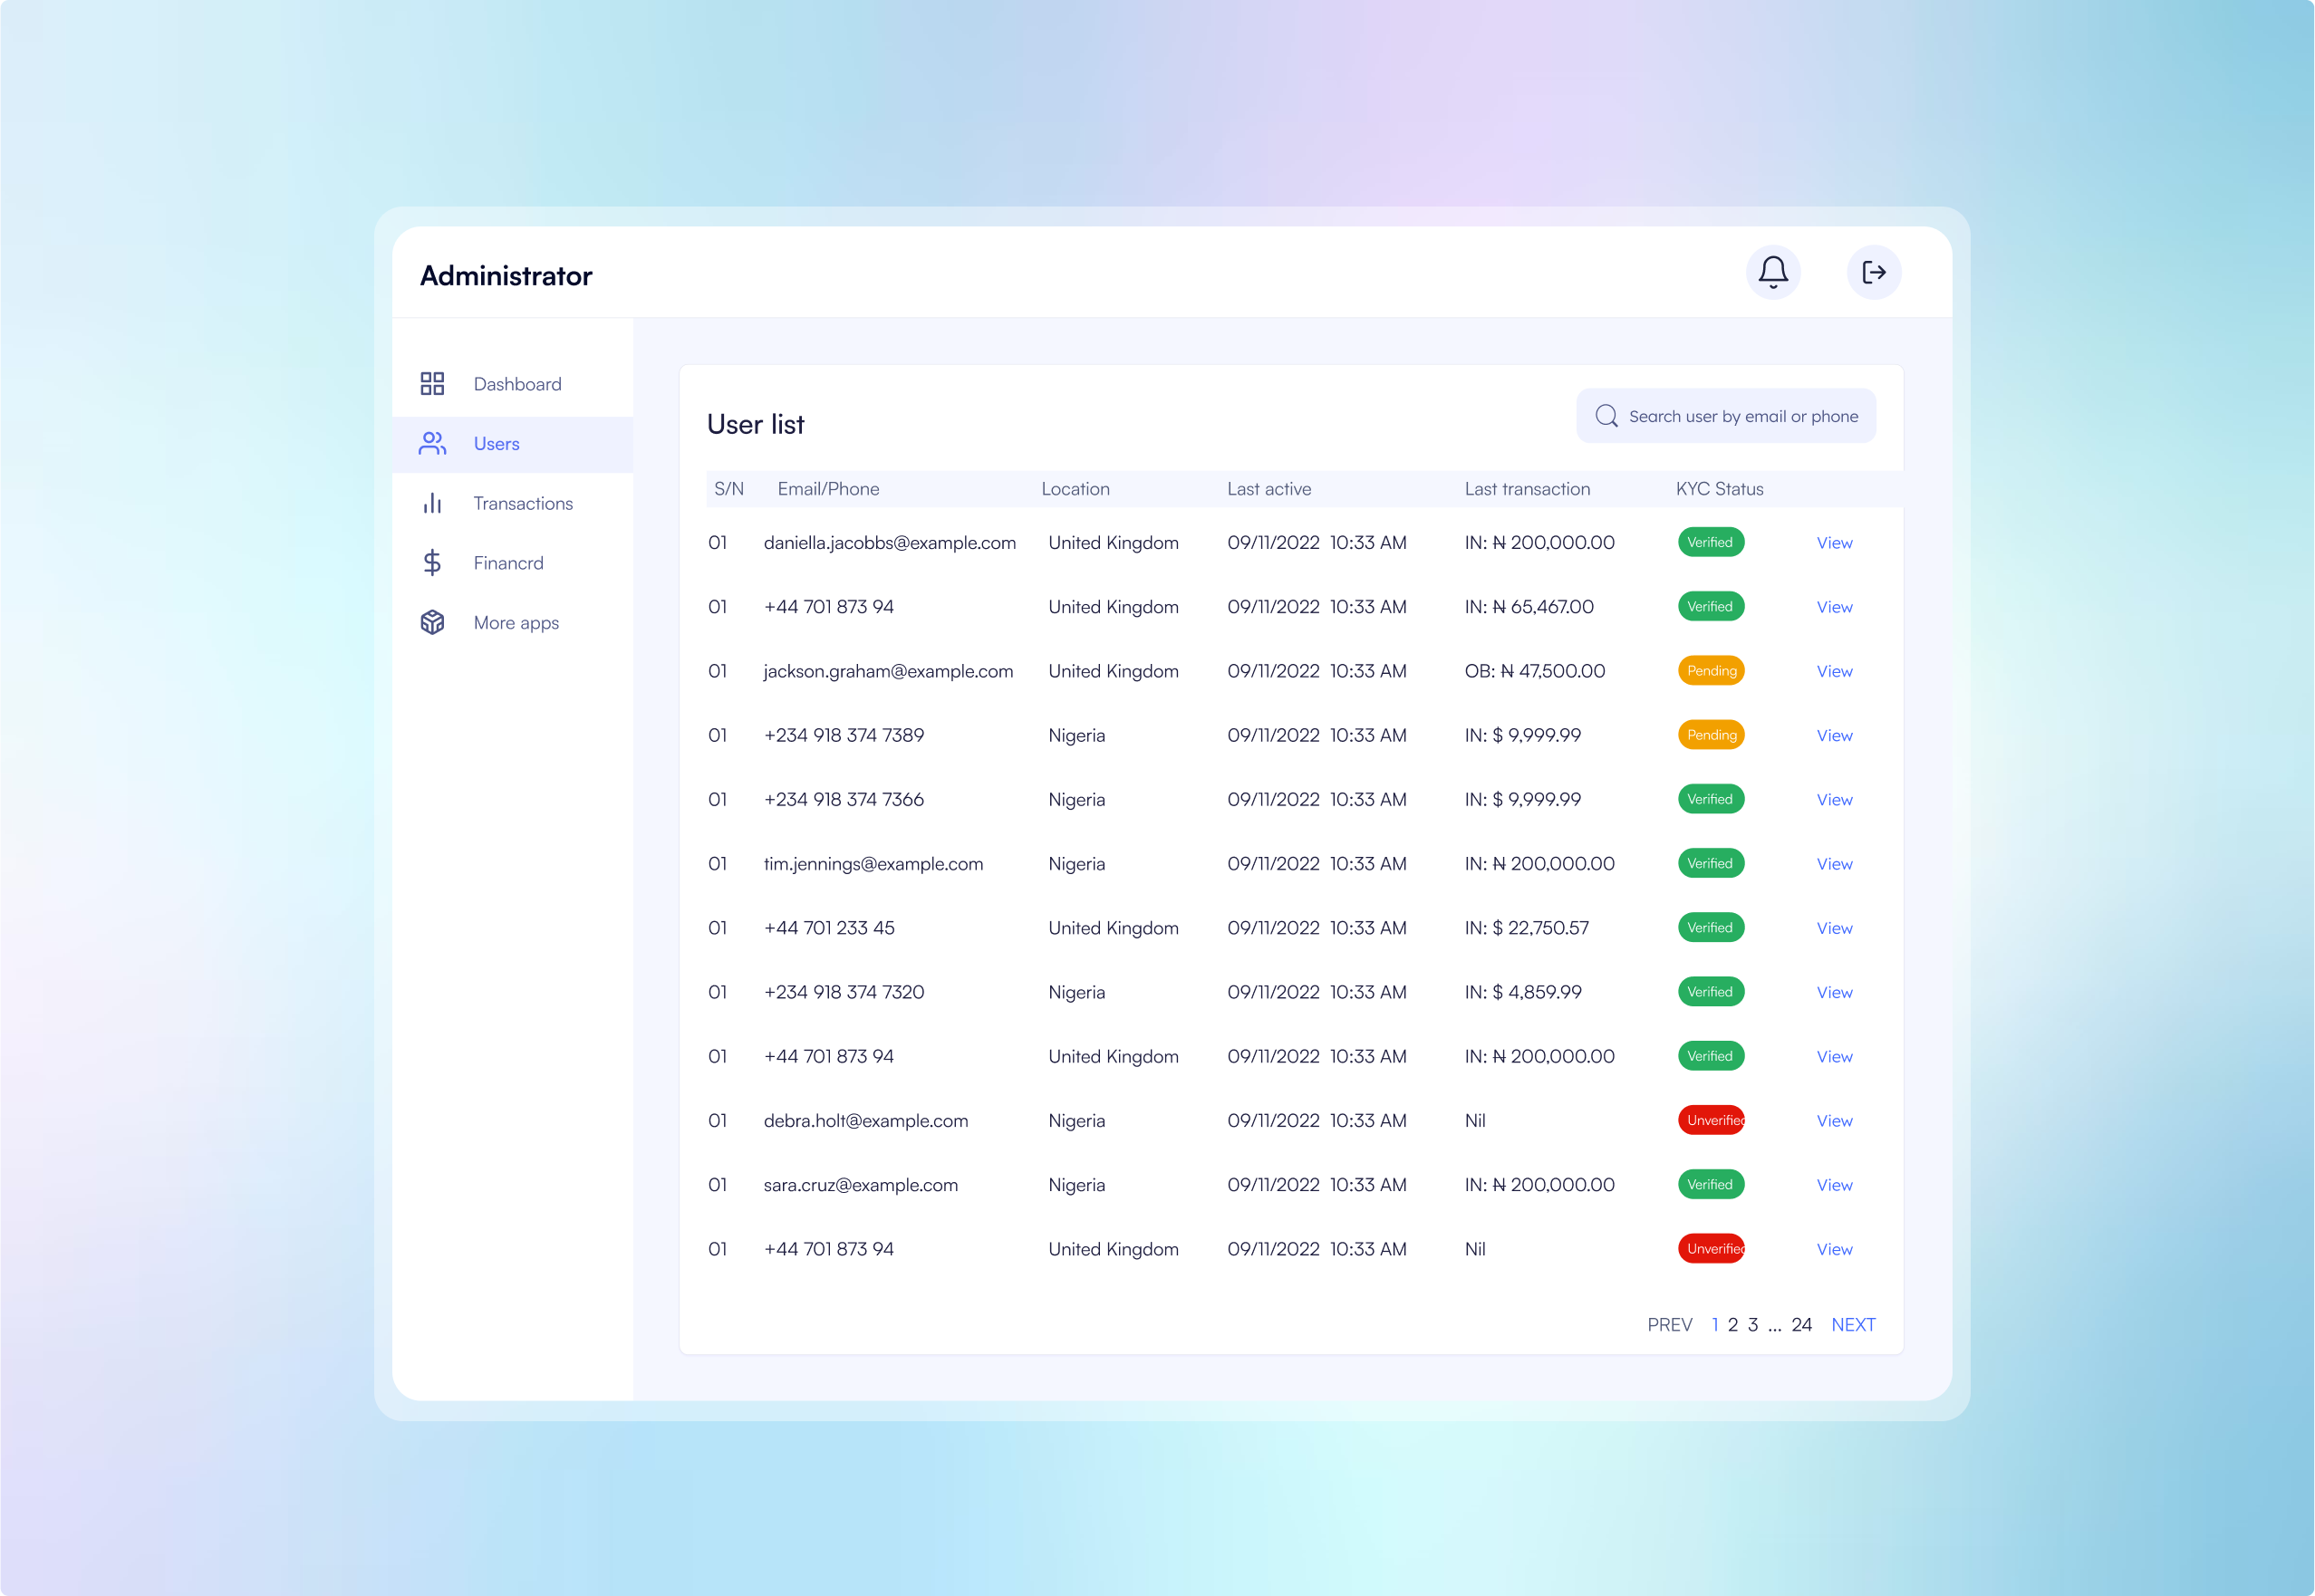 Administrator
Dashboard
Users
Transactions
Financrd
More apps
User list
Search user by email or phone
S/N Email/Phone Location Last active Last transaction KYC Status
01 daniella.jacobbs@example.com United Kingdom 09/11/2022 10:33 AM IN: ₦ 200,000.00 Verified View
01 +44 701 873 94 United Kingdom 09/11/2022 10:33 AM IN: ₦ 65,467.00 Verified View
01 jackson.graham@example.com United Kingdom 09/11/2022 10:33 AM OB: ₦ 47,500.00 Pending View
01 +234 918 374 7389 Nigeria 09/11/2022 10:33 AM IN: $ 9,999.99 Pending View
01 +234 918 374 7366 Nigeria 09/11/2022 10:33 AM IN: $ 9,999.99 Verified View
01 tim.jennings@example.com Nigeria 09/11/2022 10:33 AM IN: ₦ 200,000.00 Verified View
01 +44 701 233 45 United Kingdom 09/11/2022 10:33 AM IN: $ 22,750.57 Verified View
01 +234 918 374 7320 Nigeria 09/11/2022 10:33 AM IN: $ 4,859.99 Verified View
01 +44 701 873 94 United Kingdom 09/11/2022 10:33 AM IN: ₦ 200,000.00 Verified View
01 debra.holt@example.com Nigeria 09/11/2022 10:33 AM Nil Unverified View
01 sara.cruz@example.com Nigeria 09/11/2022 10:33 AM IN: ₦ 200,000.00 Verified View
01 +44 701 873 94 United Kingdom 09/11/2022 10:33 AM Nil Unverified View
PREV 1 2 3 ... 24 NEXT